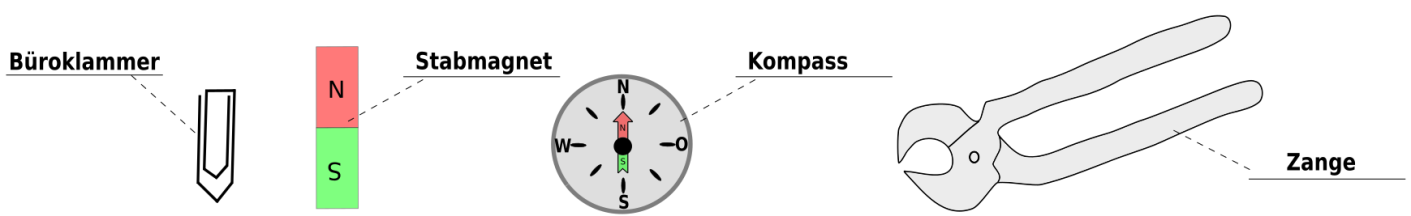 Büroklammer
N
S
Stabmagnet
N
W
N
S
O
S
Kompass
Zange